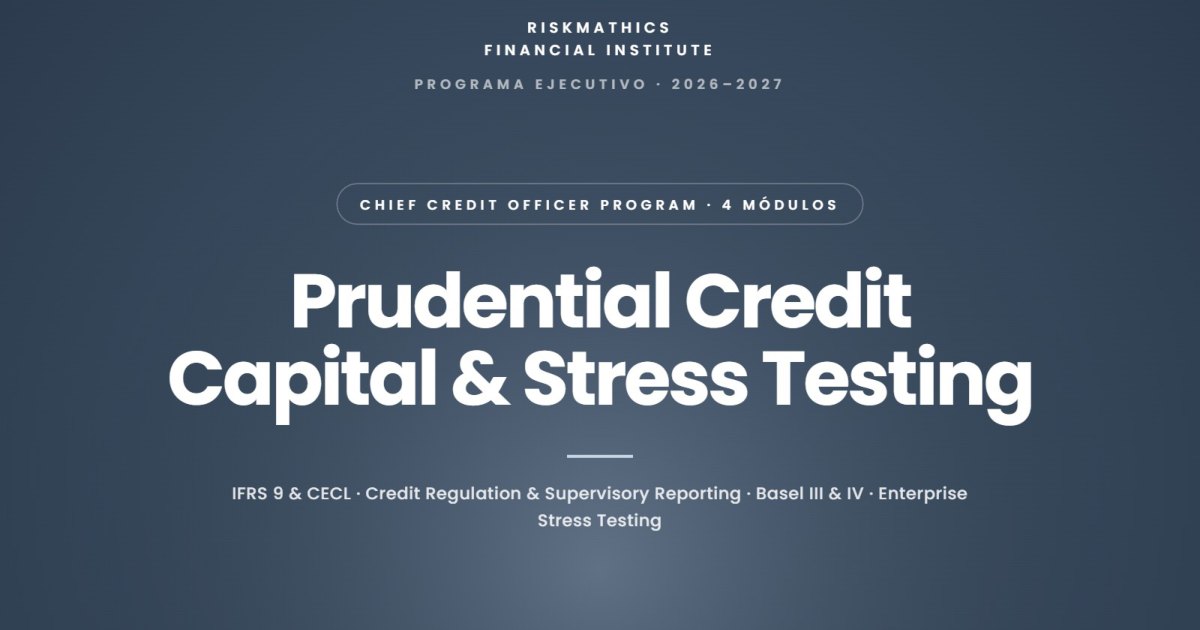 RISKMATHICS
FINANCIAL INSTITUTE
PROGRAMA EJECUTIVO · 2026–2027
CHIEF CREDIT OFFICER PROGRAM · 4 MÓDULOS
Prudential Credit
Capital & Stress Testing
IFRS 9 & CECL · Credit Regulation & Supervisory Reporting · Basel III & IV · Enterprise
Stress Testing